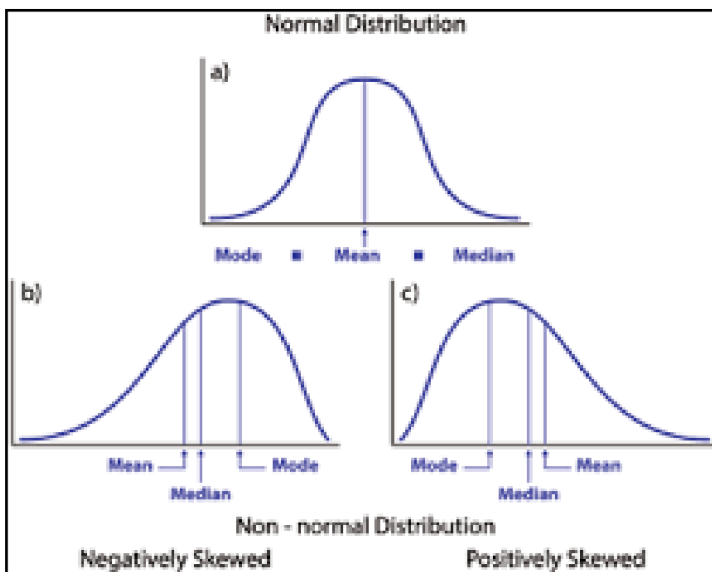 Normal Distribution
a)
Mode = Mean = Median
b)
Mean
Mode
Median
c)
Mode
Mean
Median
Non - normal Distribution
Negatively Skewed
Positively Skewed